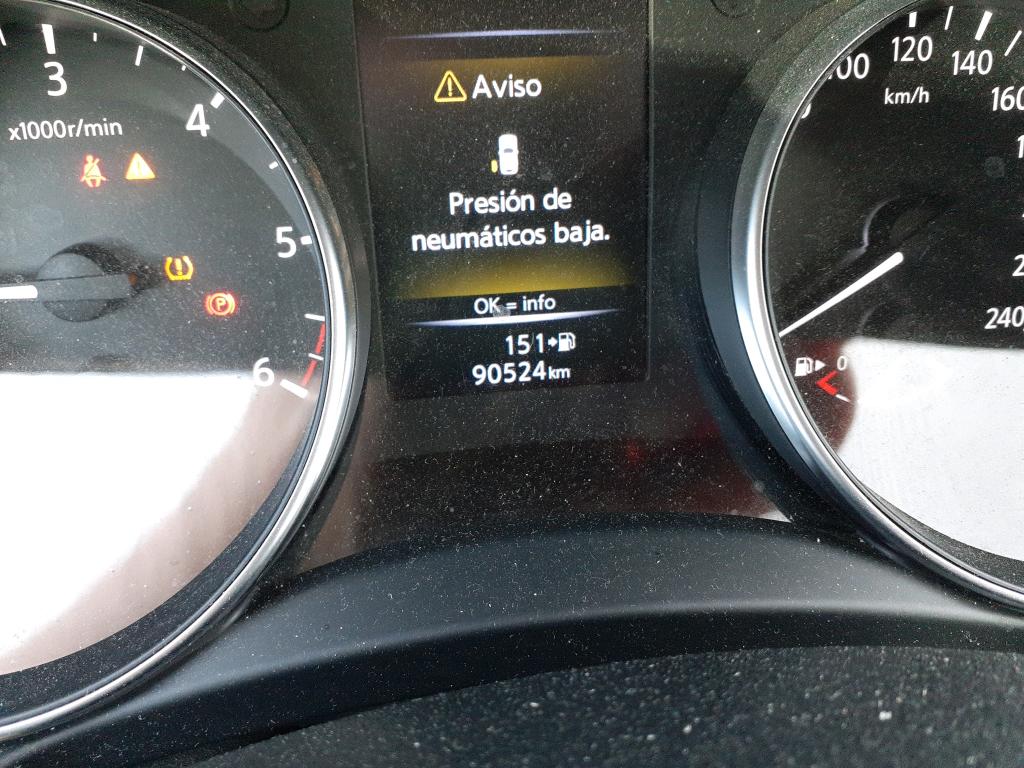 3
4
x1000r/min
5
P
6
Aviso
Presión de
neumáticos baja.
OK = info
151
90524km
120
140
km/h
240
0